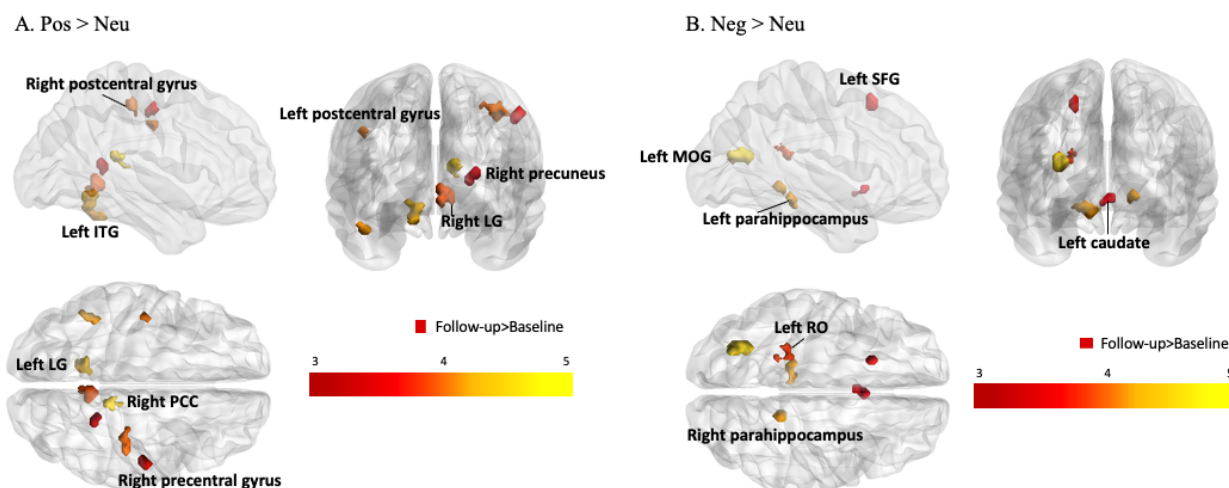 A. Pos > Neu
Right postcentral gyrus
Left ITG
Left postcentral gyrus
Right precuneus
Right LG
Left LG
Right PCC
Right precentral gyrus
Follow-up>Baseline
3 4 5
B. Neg > Neu
Left SFG
Left MOG
Left parahippocampus
Left caudate
Left RO
Right parahippocampus
Follow-up>Baseline
3 4 5